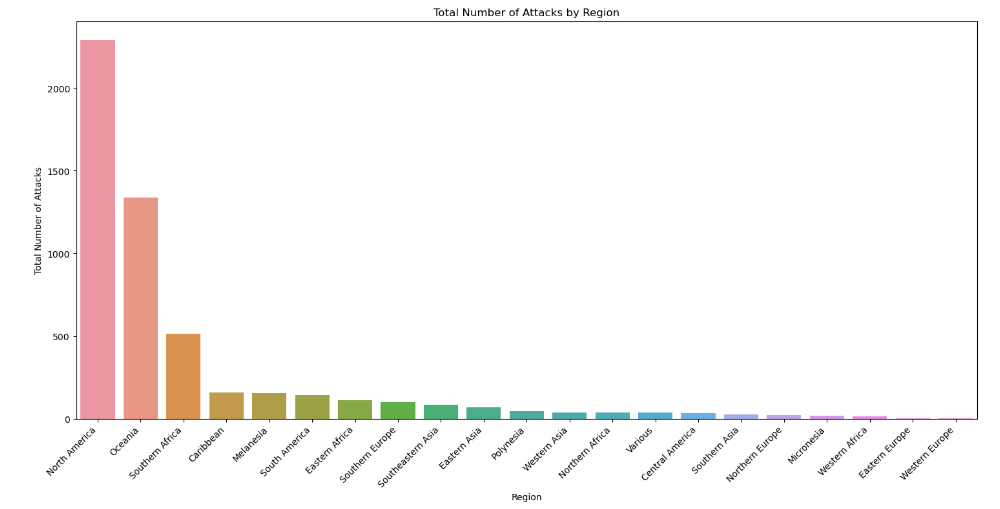 Total Number of Attacks by Region
Total Number of Attacks
2000
1500
1000
500
0
North America
Oceania
Southern Africa
Caribbean
Melanesia
South America
Eastern Africa
Southern Europe
Southeastern Asia
Eastern Asia
Polynesia
Western Asia
Northern Africa
Various
Central America
Southern Asia
Northern Europe
Micronesia
Western Africa
Eastern Europe
Western Europe
Region